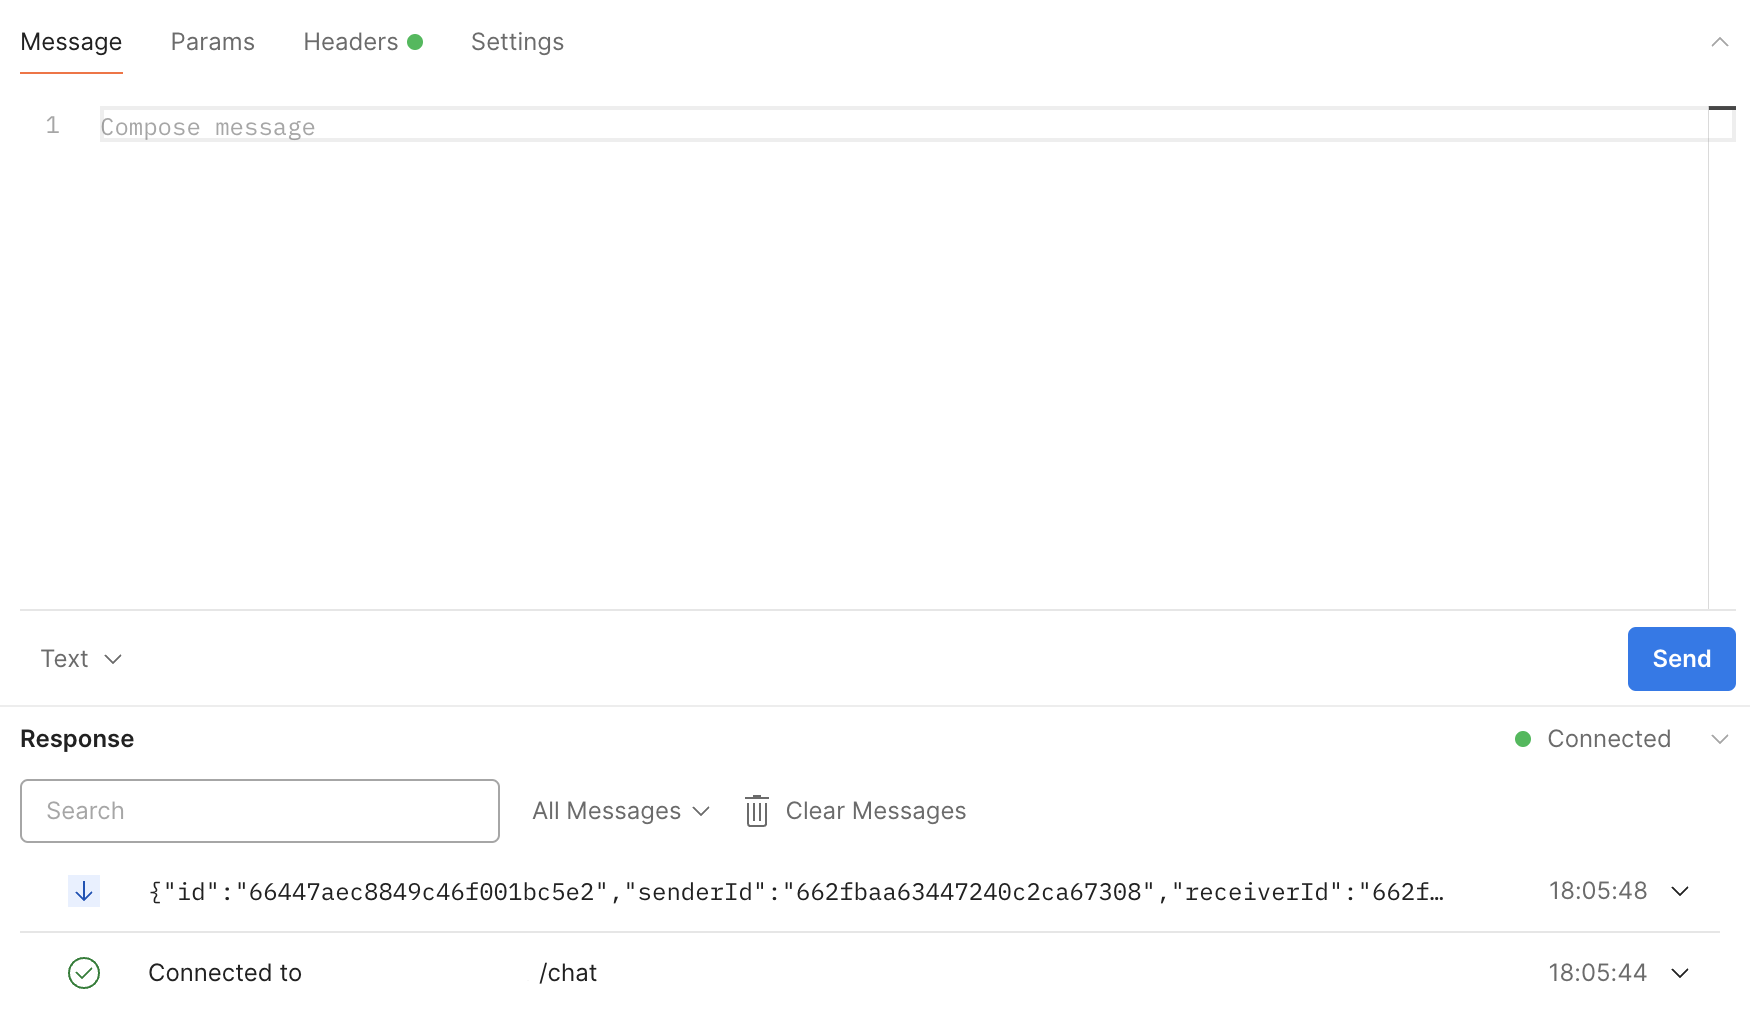 Message Params Headers Settings
1 Compose message
Text Send
Response Connected
Search All Messages Clear Messages
{"id":"66447aec8849c46f001bc5e2","senderId":"662fbaa63447240c2ca67308","receiverId":"662f… 18:05:48
Connected to /chat 18:05:44